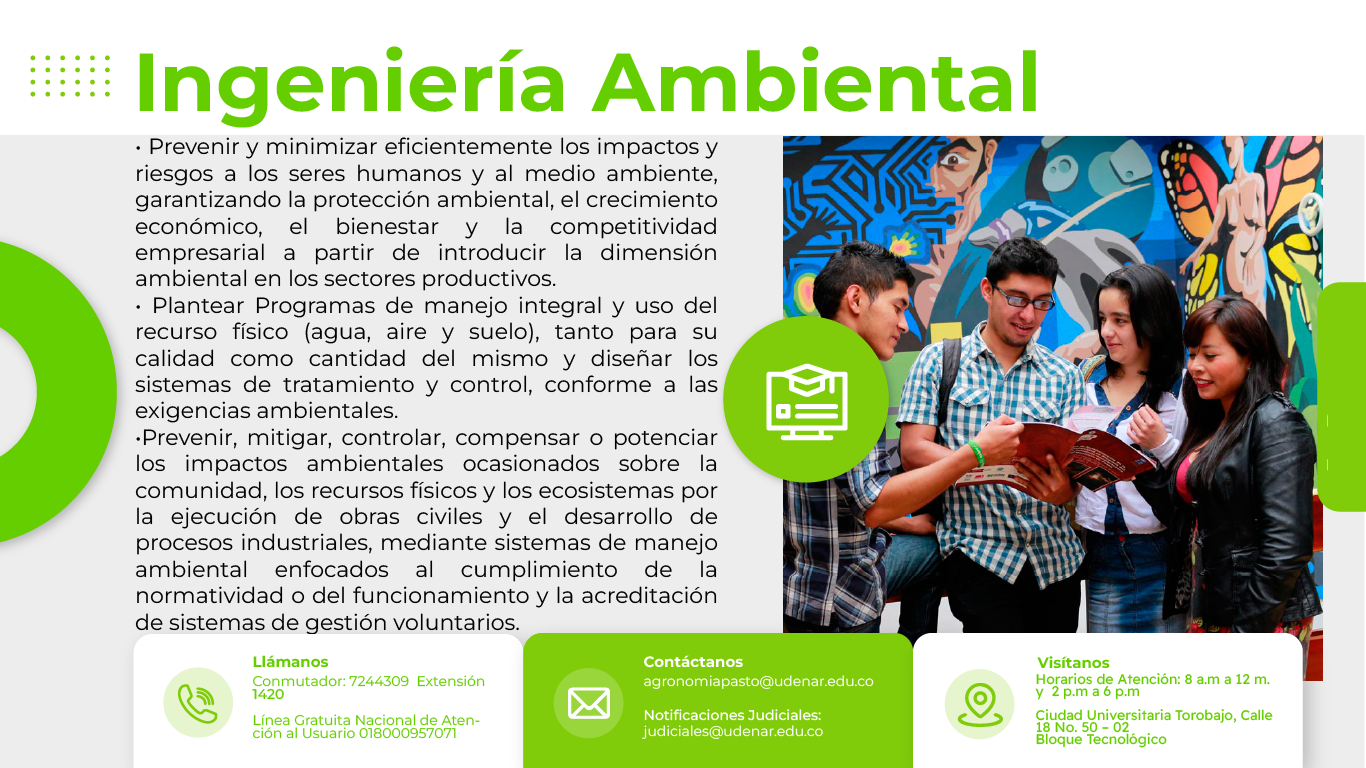 Ingeniería Ambiental
• Prevenir y minimizar eficientemente los impactos y
riesgos a los seres humanos y al medio ambiente,
garantizando la protección ambiental, el crecimiento
económico, el bienestar y la competitividad
empresarial a partir de introducir la dimensión
ambiental en los sectores productivos.
• Plantear Programas de manejo integral y uso del
recurso físico (agua, aire y suelo), tanto para su
calidad como cantidad del mismo y diseñar los
sistemas de tratamiento y control, conforme a las
exigencias ambientales.
•Prevenir, mitigar, controlar, compensar o potenciar
los impactos ambientales ocasionados sobre la
comunidad, los recursos físicos y los ecosistemas por
la ejecución de obras civiles y el desarrollo de
procesos industriales, mediante sistemas de manejo
ambiental enfocados al cumplimiento de la
normatividad o del funcionamiento y la acreditación
de sistemas de gestión voluntarios.
Llámanos
Conmutador: 7244309  Extensión
1420
Línea Gratuita Nacional de Aten-
ción al Usuario 018000957071
Contáctanos
agronomiapasto@udenar.edu.co
Notificaciones Judiciales:
judiciales@udenar.edu.co
Visítanos
Horarios de Atención: 8 a.m a 12 m.
y  2 p.m a 6 p.m
Ciudad Universitaria Torobajo, Calle
18 No. 50 – 02
Bloque Tecnológico